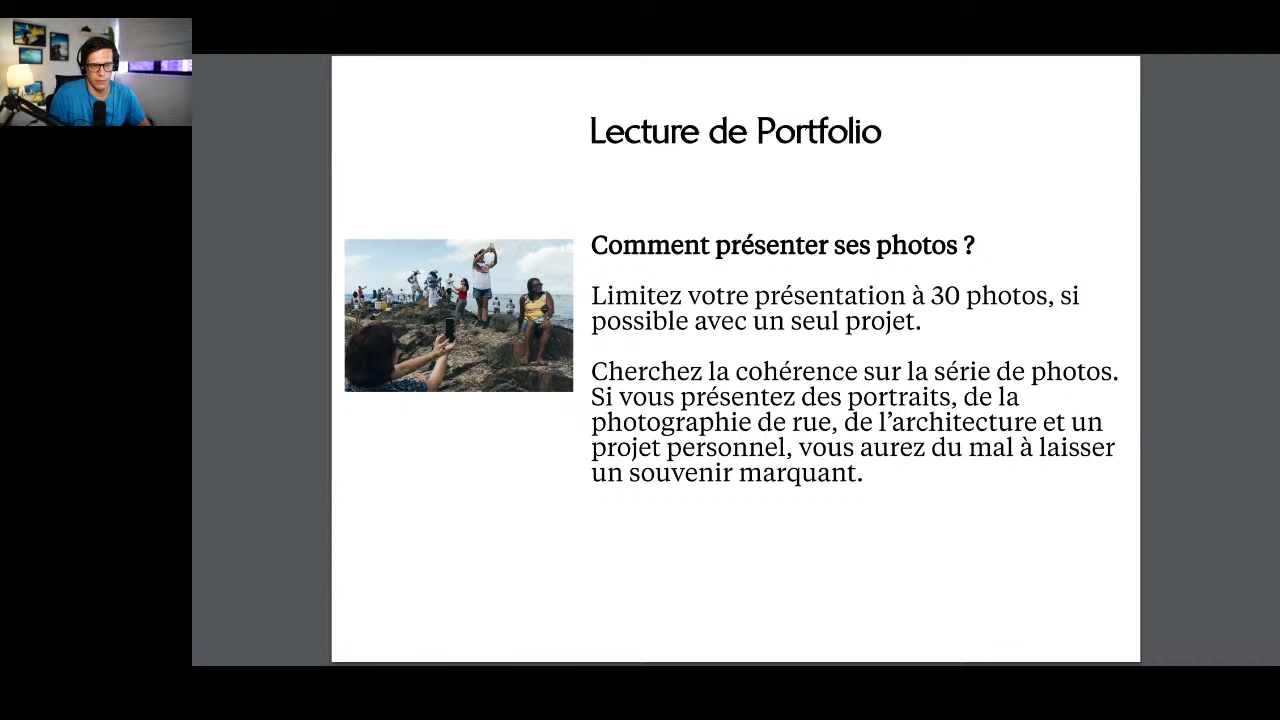 Lecture de Portfolio
Comment présenter ses photos ?
Limitez votre présentation à 30 photos, si
possible avec un seul projet.
Cherchez la cohérence sur la série de photos.
Si vous présentez des portraits, de la
photographie de rue, de l’architecture et un
projet personnel, vous aurez du mal à laisser
un souvenir marquant.